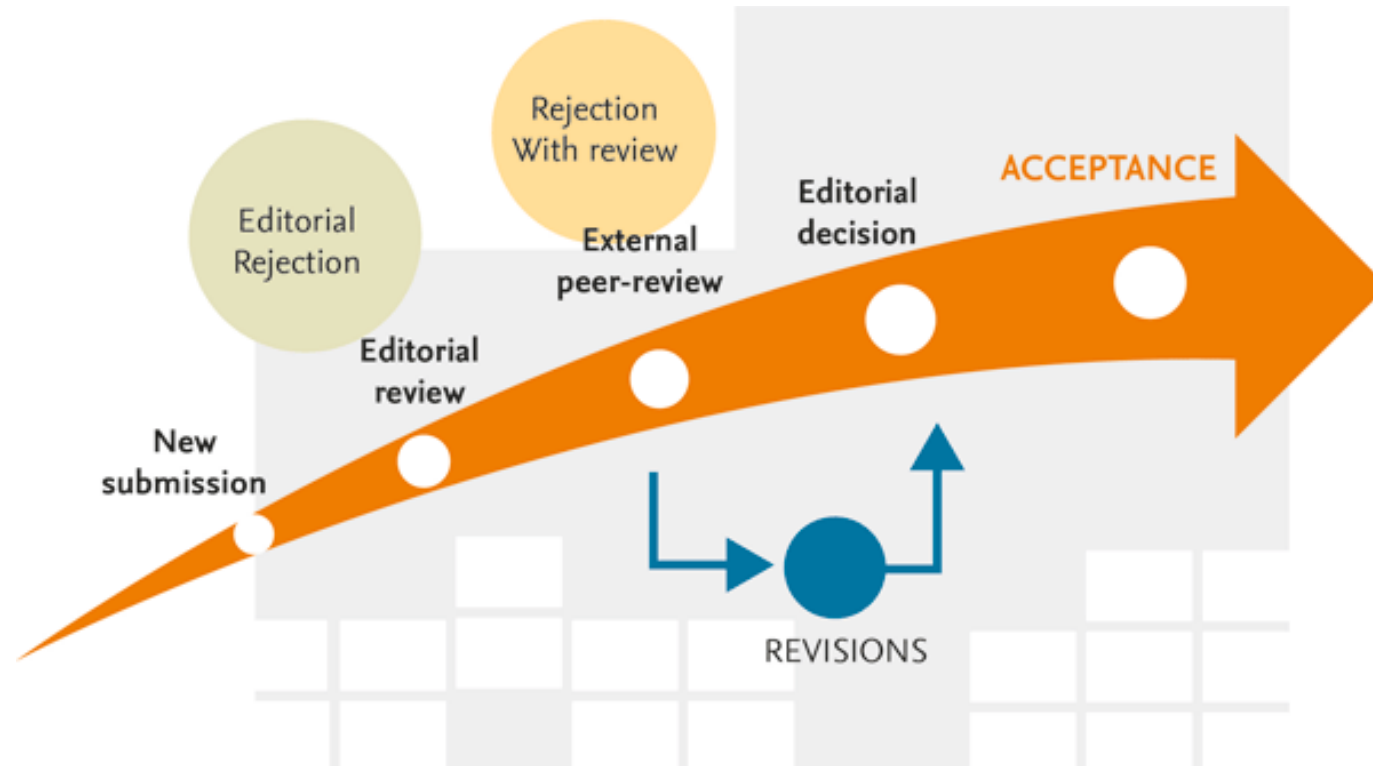 Rejection
With review
ACCEPTANCE
Editorial
decision
Editorial
Rejection
External
peer-review
Editorial
review
New
submission
REVISIONS